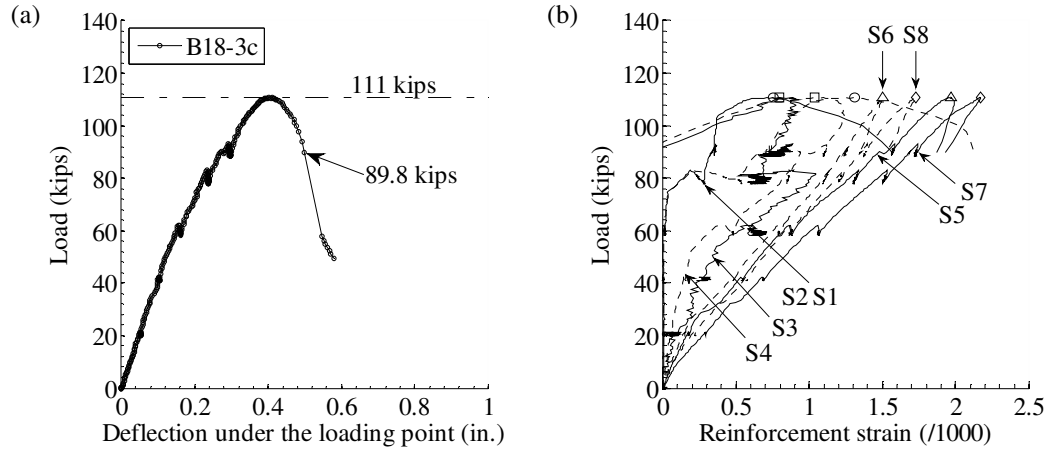 (a)
140
120
100
80
60
40
20
0
Load (kips)
B18-3c
111 kips
89.8 kips
0 0.2 0.4 0.6 0.8 1
Deflection under the loading point (in.)
(b)
140
120
100
80
60
40
20
0
Load (kips)
S6 S8
S7
S5
S2 S1
S3
S4
0 0.5 1 1.5 2 2.5
Reinforcement strain (/1000)